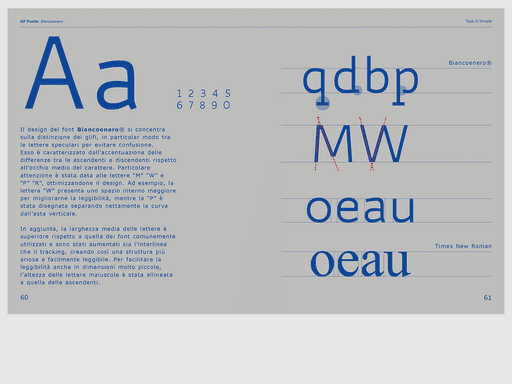 OP Fonds: Biancoenero
Type O Simple
Aa
1 2 3 4 5
6 7 8 9 0
Il design del font Biancoenero® si concentra
sulla distinzione dei glifi, in particolar modo tra
le lettere speculari per evitare confusione.
Esso è caratterizzato dall'accentuazione delle
differenze tra le ascendenti e discendenti rispetto
all'occhio medio del carattere. Particolare
attenzione è stata data alle lettere "M" "W" e
"P" "R", ottimizzandone il design. Ad esempio, la
lettera "W" presenta uno spazio interno maggiore
per migliorarne la leggibilità, mentre la "P" è
stata disegnata separando nettamente la curva
dall'asta verticale.
In aggiunta, la larghezza media delle lettere è
superiore rispetto a quella dei font comunemente
utilizzati e sono stati aumentati sia l'interlinea
che il tracking, creando così una struttura più
ariosa e facilmente leggibile. Per facilitare la
leggibilità anche in dimensioni molto piccole,
l'altezza delle lettere maiuscole è stata allineata
a quella delle ascendenti.
60
Biancoenero®
qdbp
MW
oeau
Times New Roman
oeau
61